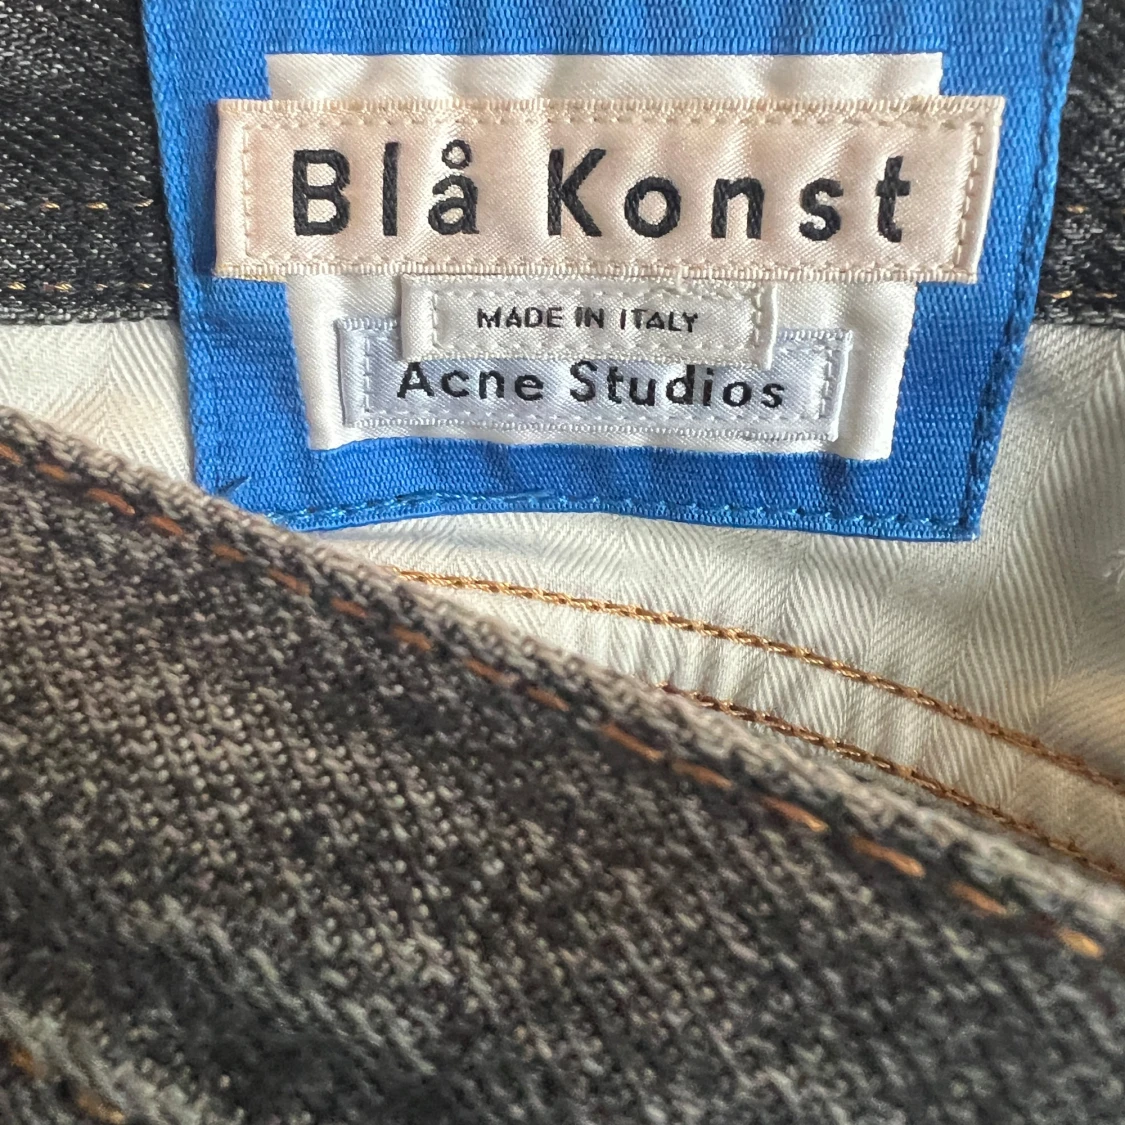 Blå Konst
MADE IN ITALY
Acne Studios